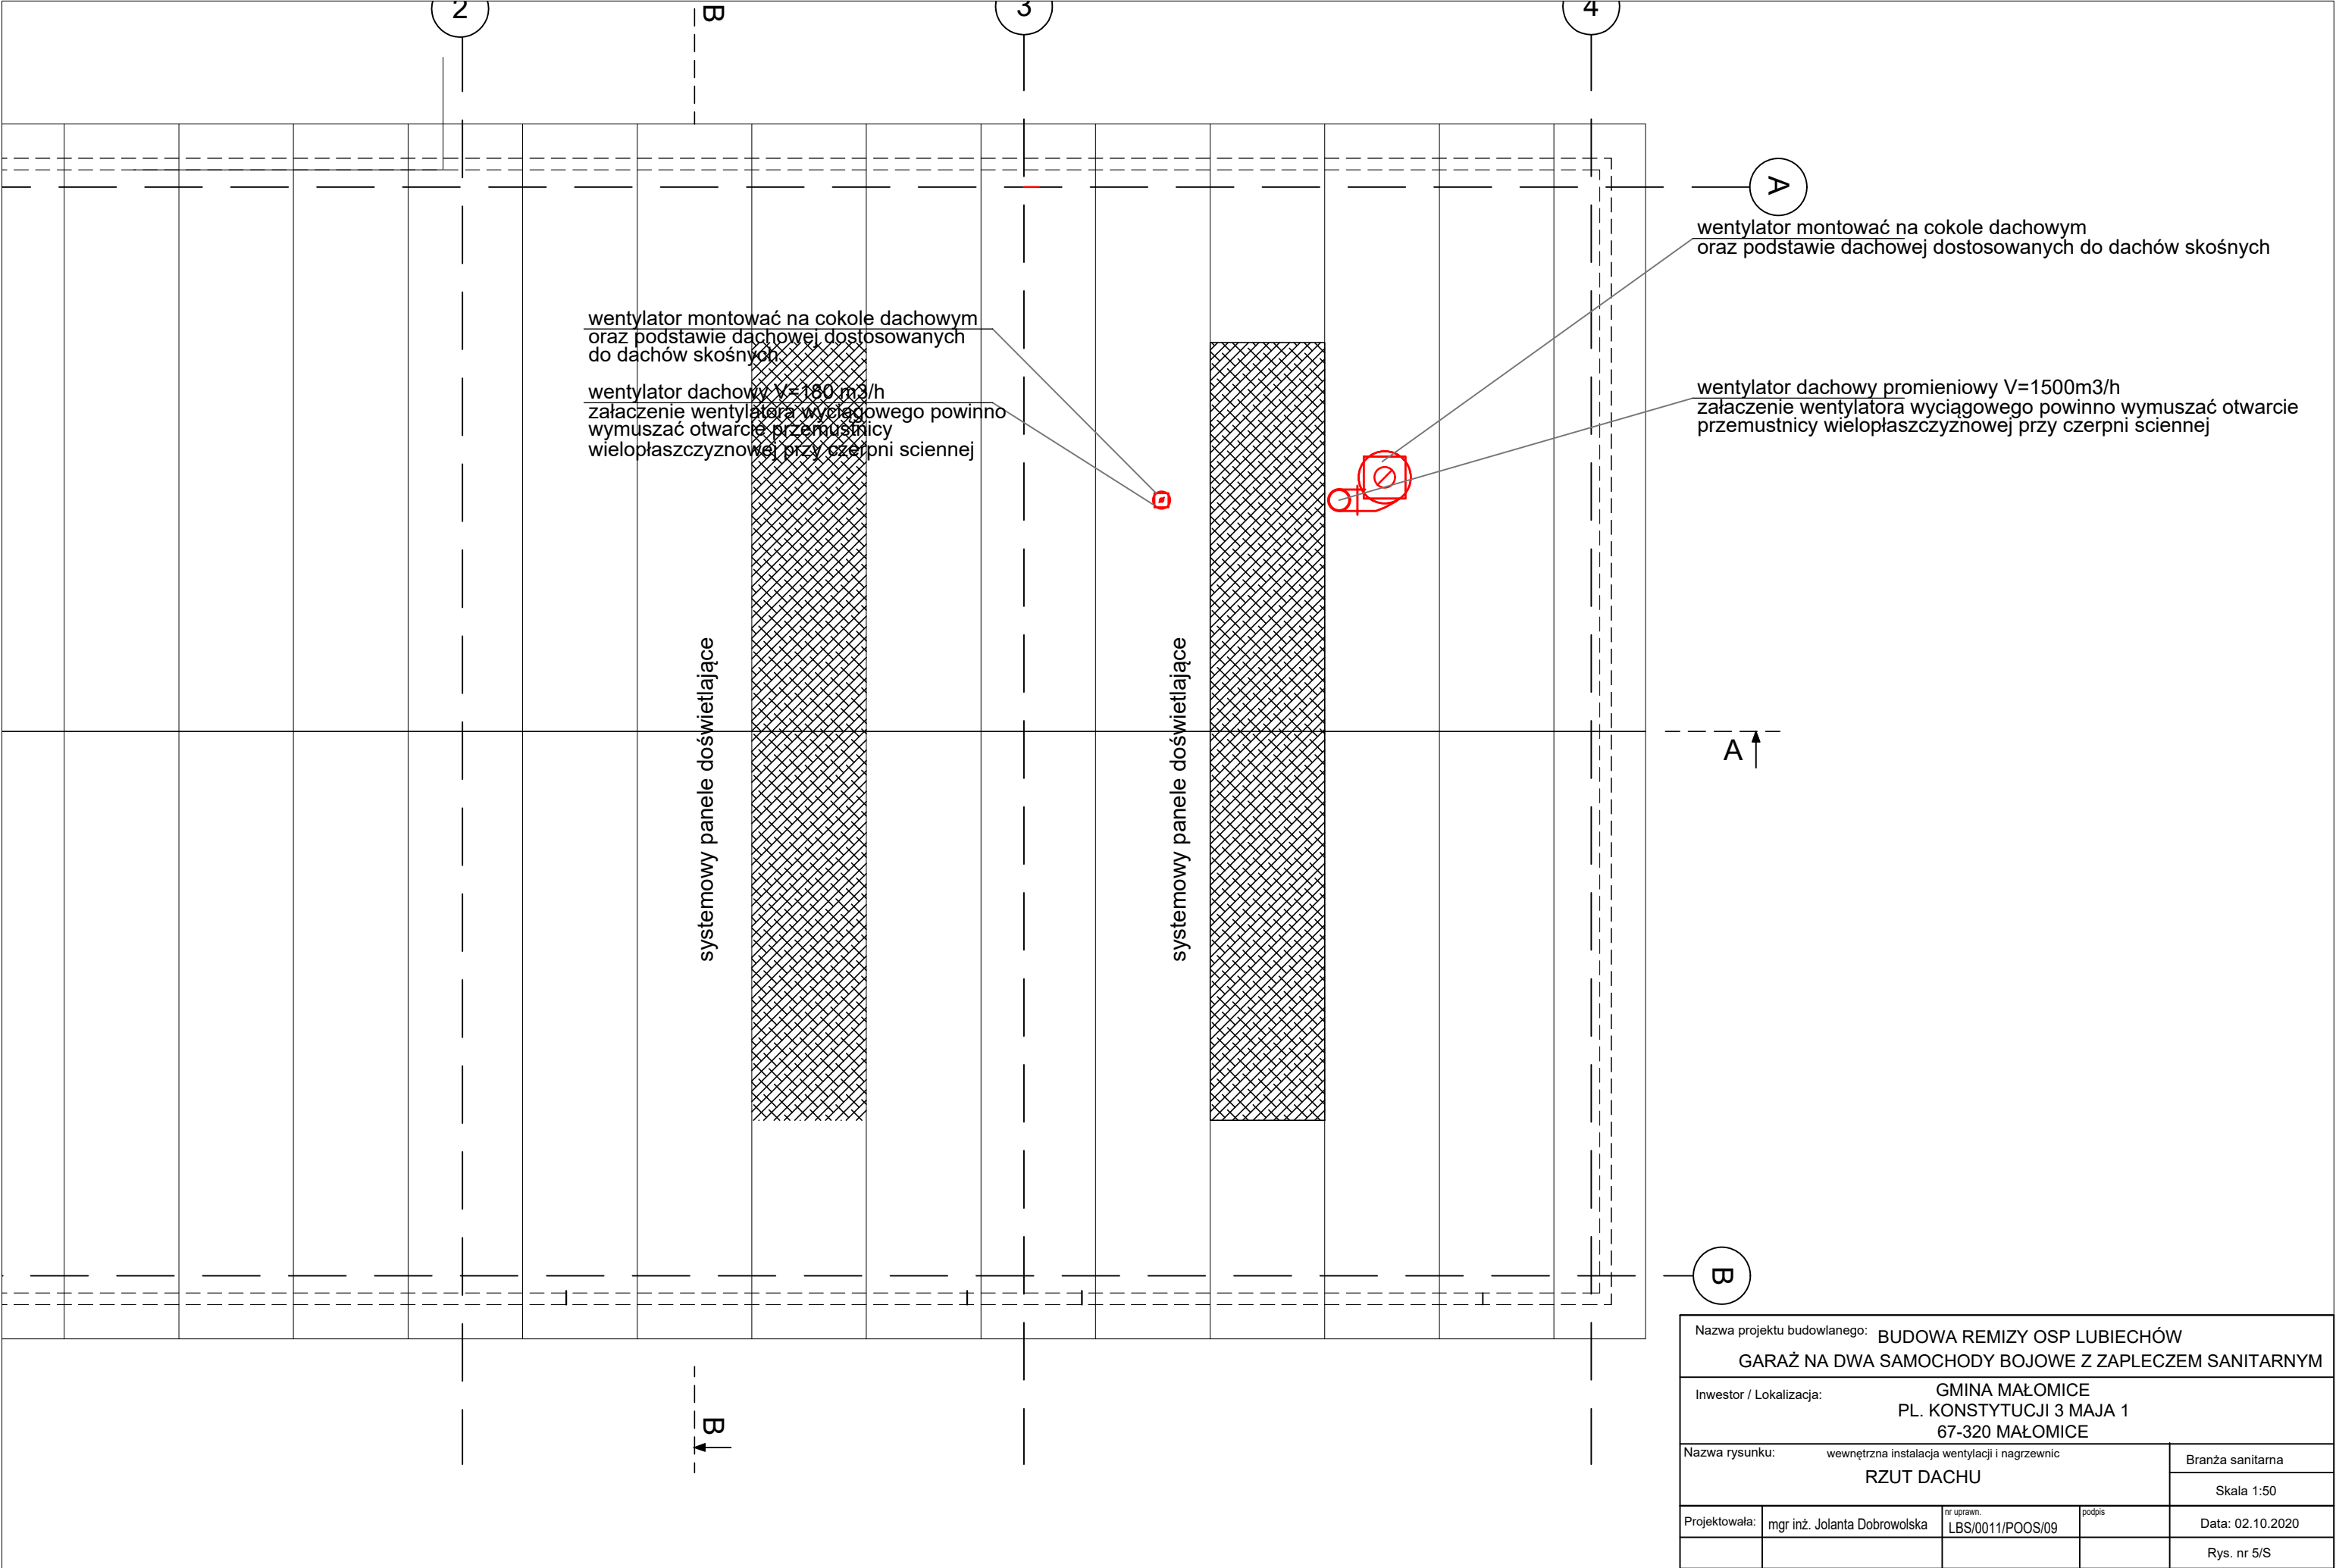 2
B
3
4
A
wentylator montować na cokole dachowym
oraz podstawie dachowej dostosowanych do dachów skośnych
wentylator montować na cokole dachowym
oraz podstawie dachowej dostosowanych
do dachów skośnych
wentylator dachowy V=180 m3/h
załaczenie wentylatora wyciągowego powinno
wymuszać otwarcie przemustnicy
wielopłaszczyznowej przy czerpni sciennej
wentylator dachowy promieniowy V=1500m3/h
załaczenie wentylatora wyciągowego powinno wymuszać otwarcie
przemustnicy wielopłaszczyznowej przy czerpni sciennej
systemowy panele doświetlające
systemowy panele doświetlające
A
B
B
Nazwa projektu budowlanego: BUDOWA REMIZY OSP LUBIECHÓW
GARAŻ NA DWA SAMOCHODY BOJOWE Z ZAPLECZEM SANITARNYM
Inwestor / Lokalizacja: GMINA MAŁOMICE
PL. KONSTYTUCJI 3 MAJA 1
67-320 MAŁOMICE
Nazwa rysunku: wewnętrzna instalacja wentylacji i nagrzewnic
RZUT DACHU
Branża sanitarna
Skala 1:50
Projektowała: mgr inż. Jolanta Dobrowolska
nr uprawn.
LBS/0011/POOS/09
podpis
Data: 02.10.2020
Rys. nr 5/S